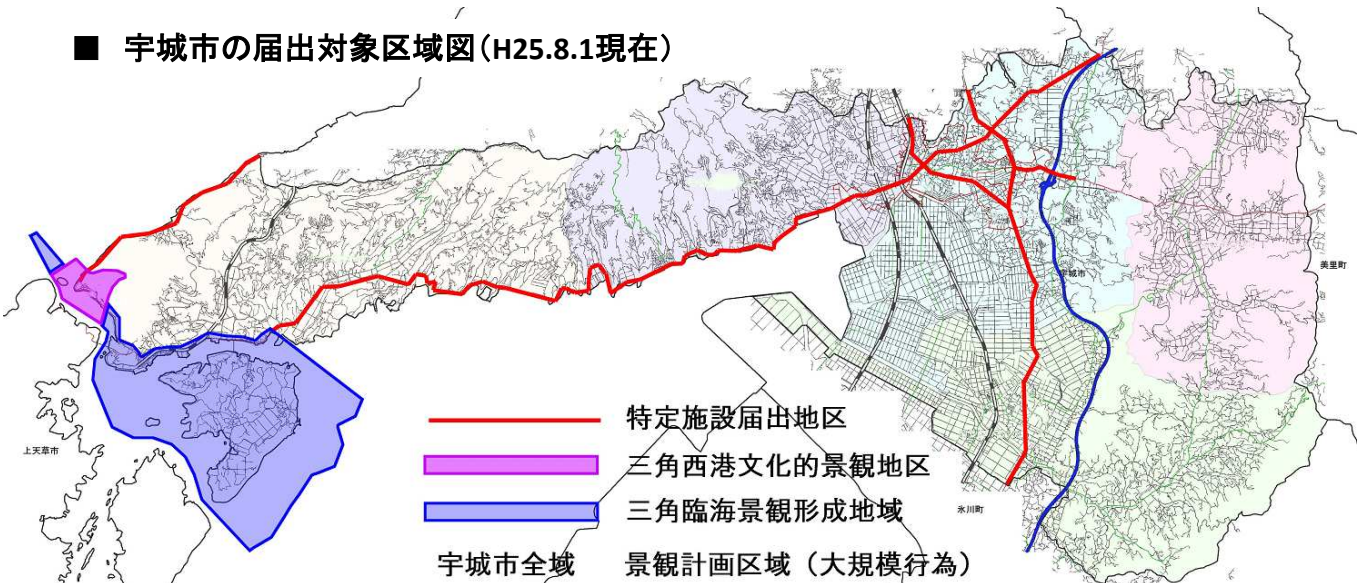 ■ 宇城市の届出対象区域図(H25.8.1現在)
美里町
宇城市
特定施設届出地区
上天草市
三角西港文化的景観地区
三角臨海景観形成地域
氷川町
宇城市全域 景観計画区域（大規模行為）